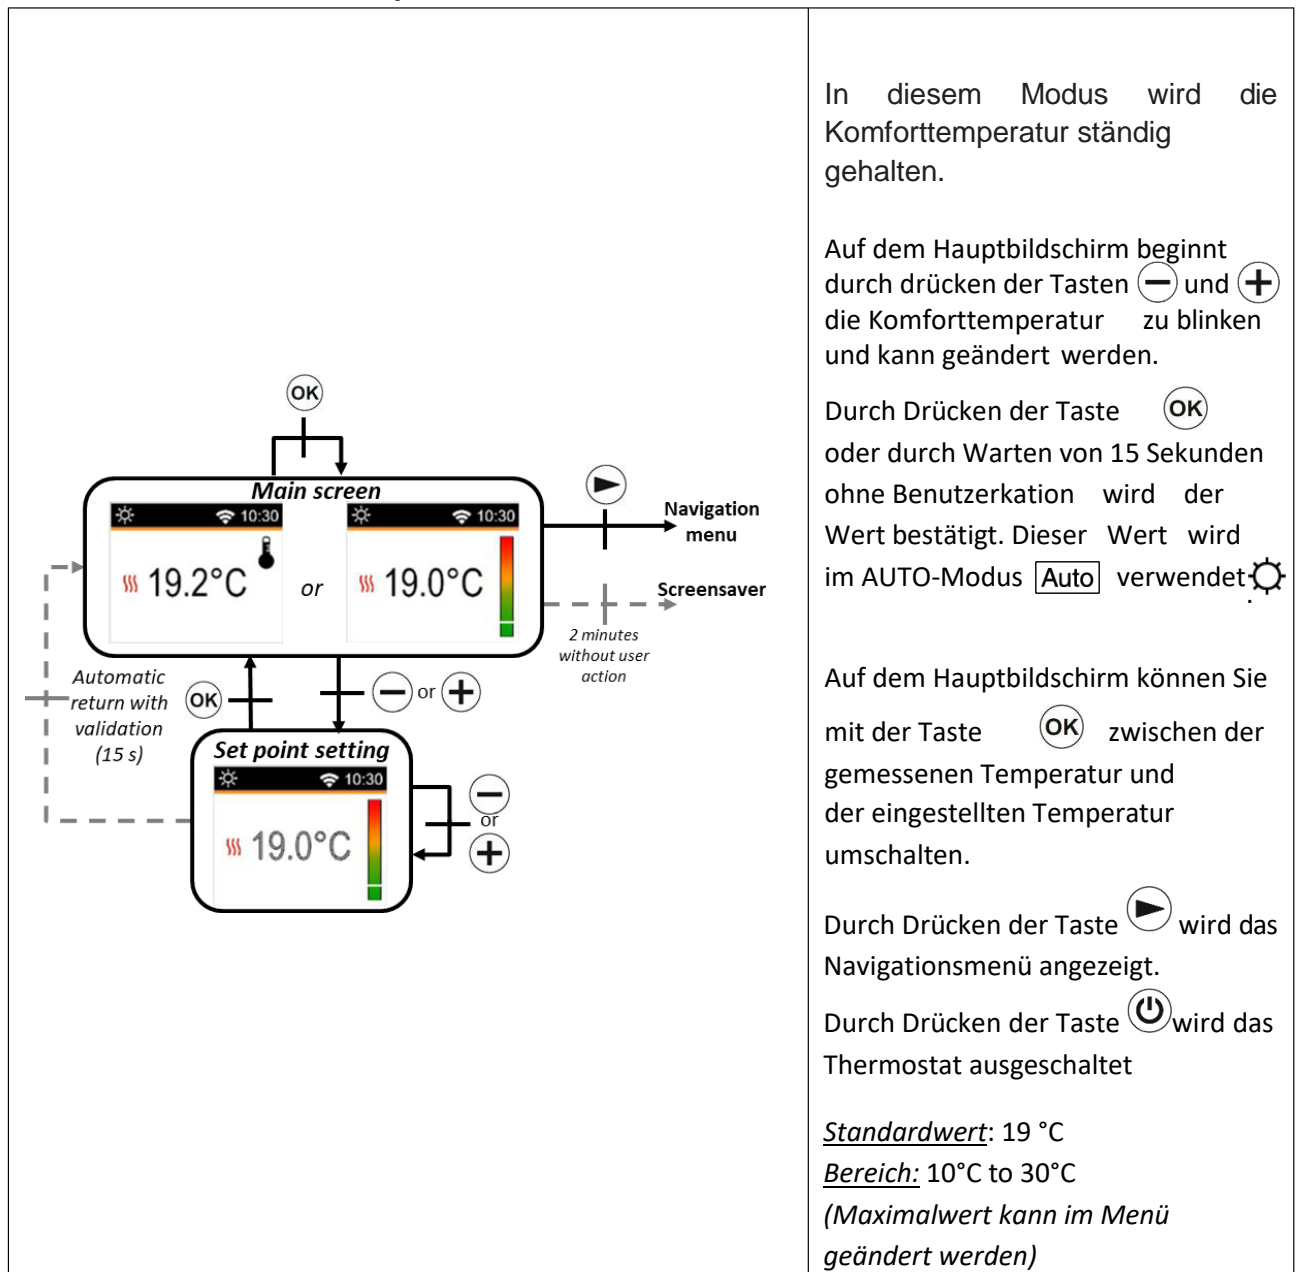 OK
Main screen
10:30
19.2°C
or
10:30
19.0°C
Navigation
menu
Screensaver
2 minutes
without user
action
Automatic
return with
validation
(15 s)
OK
or
Set point setting
10:30
19.0°C
or
In diesem Modus wird die
Komforttemperatur ständig
gehalten.
Auf dem Hauptbildschirm beginnt
durch drücken der Tasten und
die Komforttemperatur zu blinken
und kann geändert werden.
Durch Drücken der Taste OK
oder durch Warten von 15 Sekunden
ohne Benutzerkation wird der
Wert bestätigt. Dieser Wert wird
im AUTO-Modus Auto verwendet
.
Auf dem Hauptbildschirm können Sie
mit der Taste OK zwischen der
gemessenen Temperatur und
der eingestellten Temperatur
umschalten.
Durch Drücken der Taste wird das
Navigationsmenü angezeigt.
Durch Drücken der Taste wird das
Thermostat ausgeschaltet
Standardwert: 19 °C
Bereich: 10°C to 30°C
(Maximalwert kann im Menü
geändert werden)